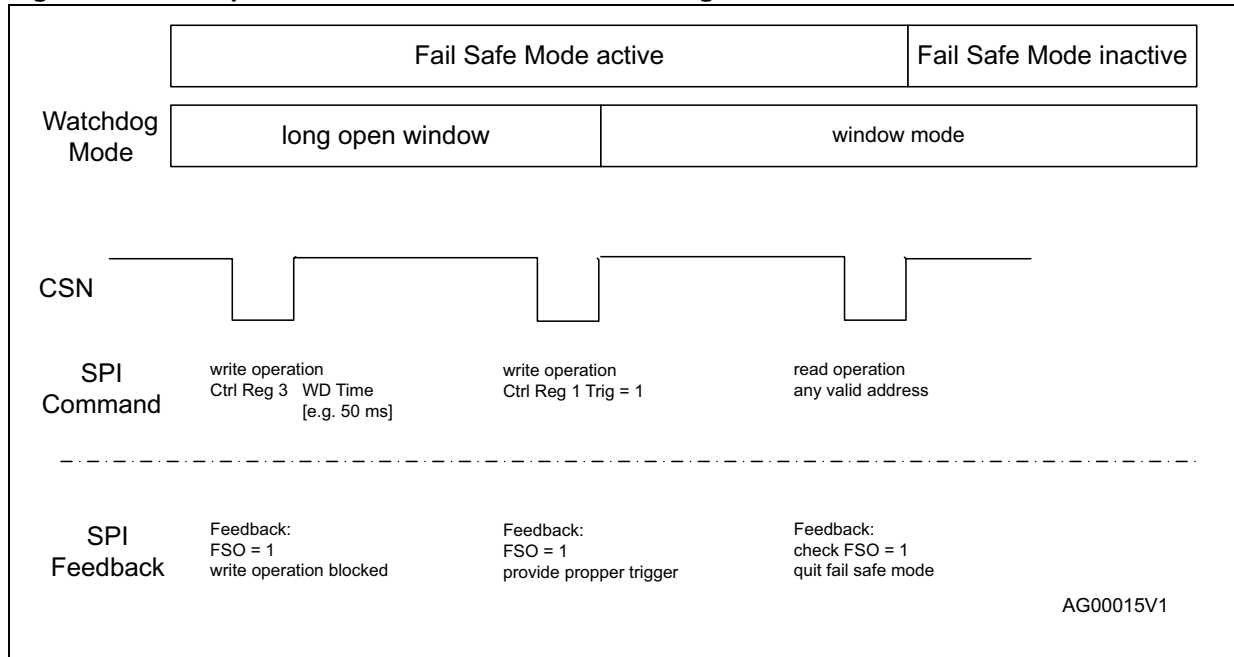 Fail Safe Mode active
Fail Safe Mode inactive
Watchdog
Mode
long open window
window mode
CSN
SPI
Command
write operation
Ctrl Reg 3 WD Time
[e.g. 50 ms]
write operation
Ctrl Reg 1 Trig = 1
read operation
any valid address
SPI
Feedback
Feedback:
FSO = 1
write operation blocked
Feedback:
FSO = 1
provide propper trigger
Feedback:
check FSO = 1
quit fail safe mode
AG00015V1